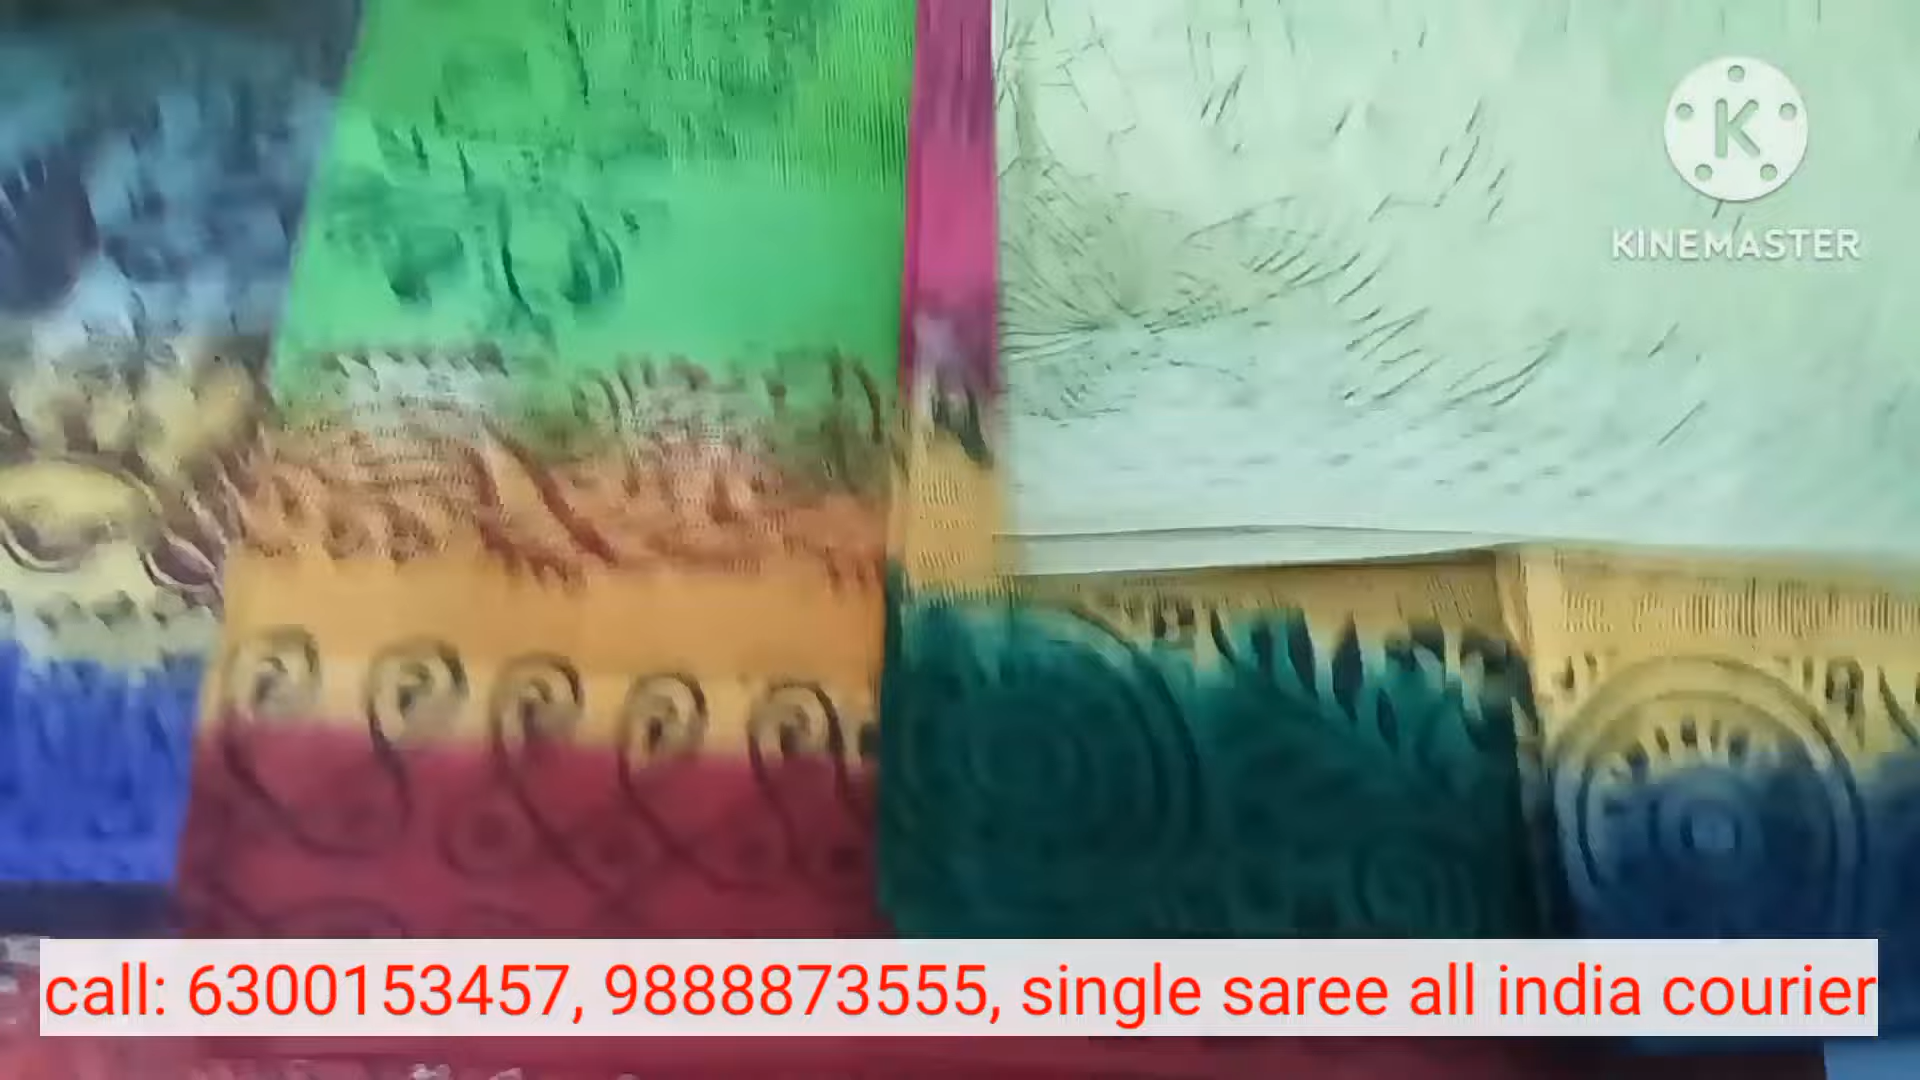 K
KINEMASTER
call: 6300153457, 9888873555, single saree all india courier